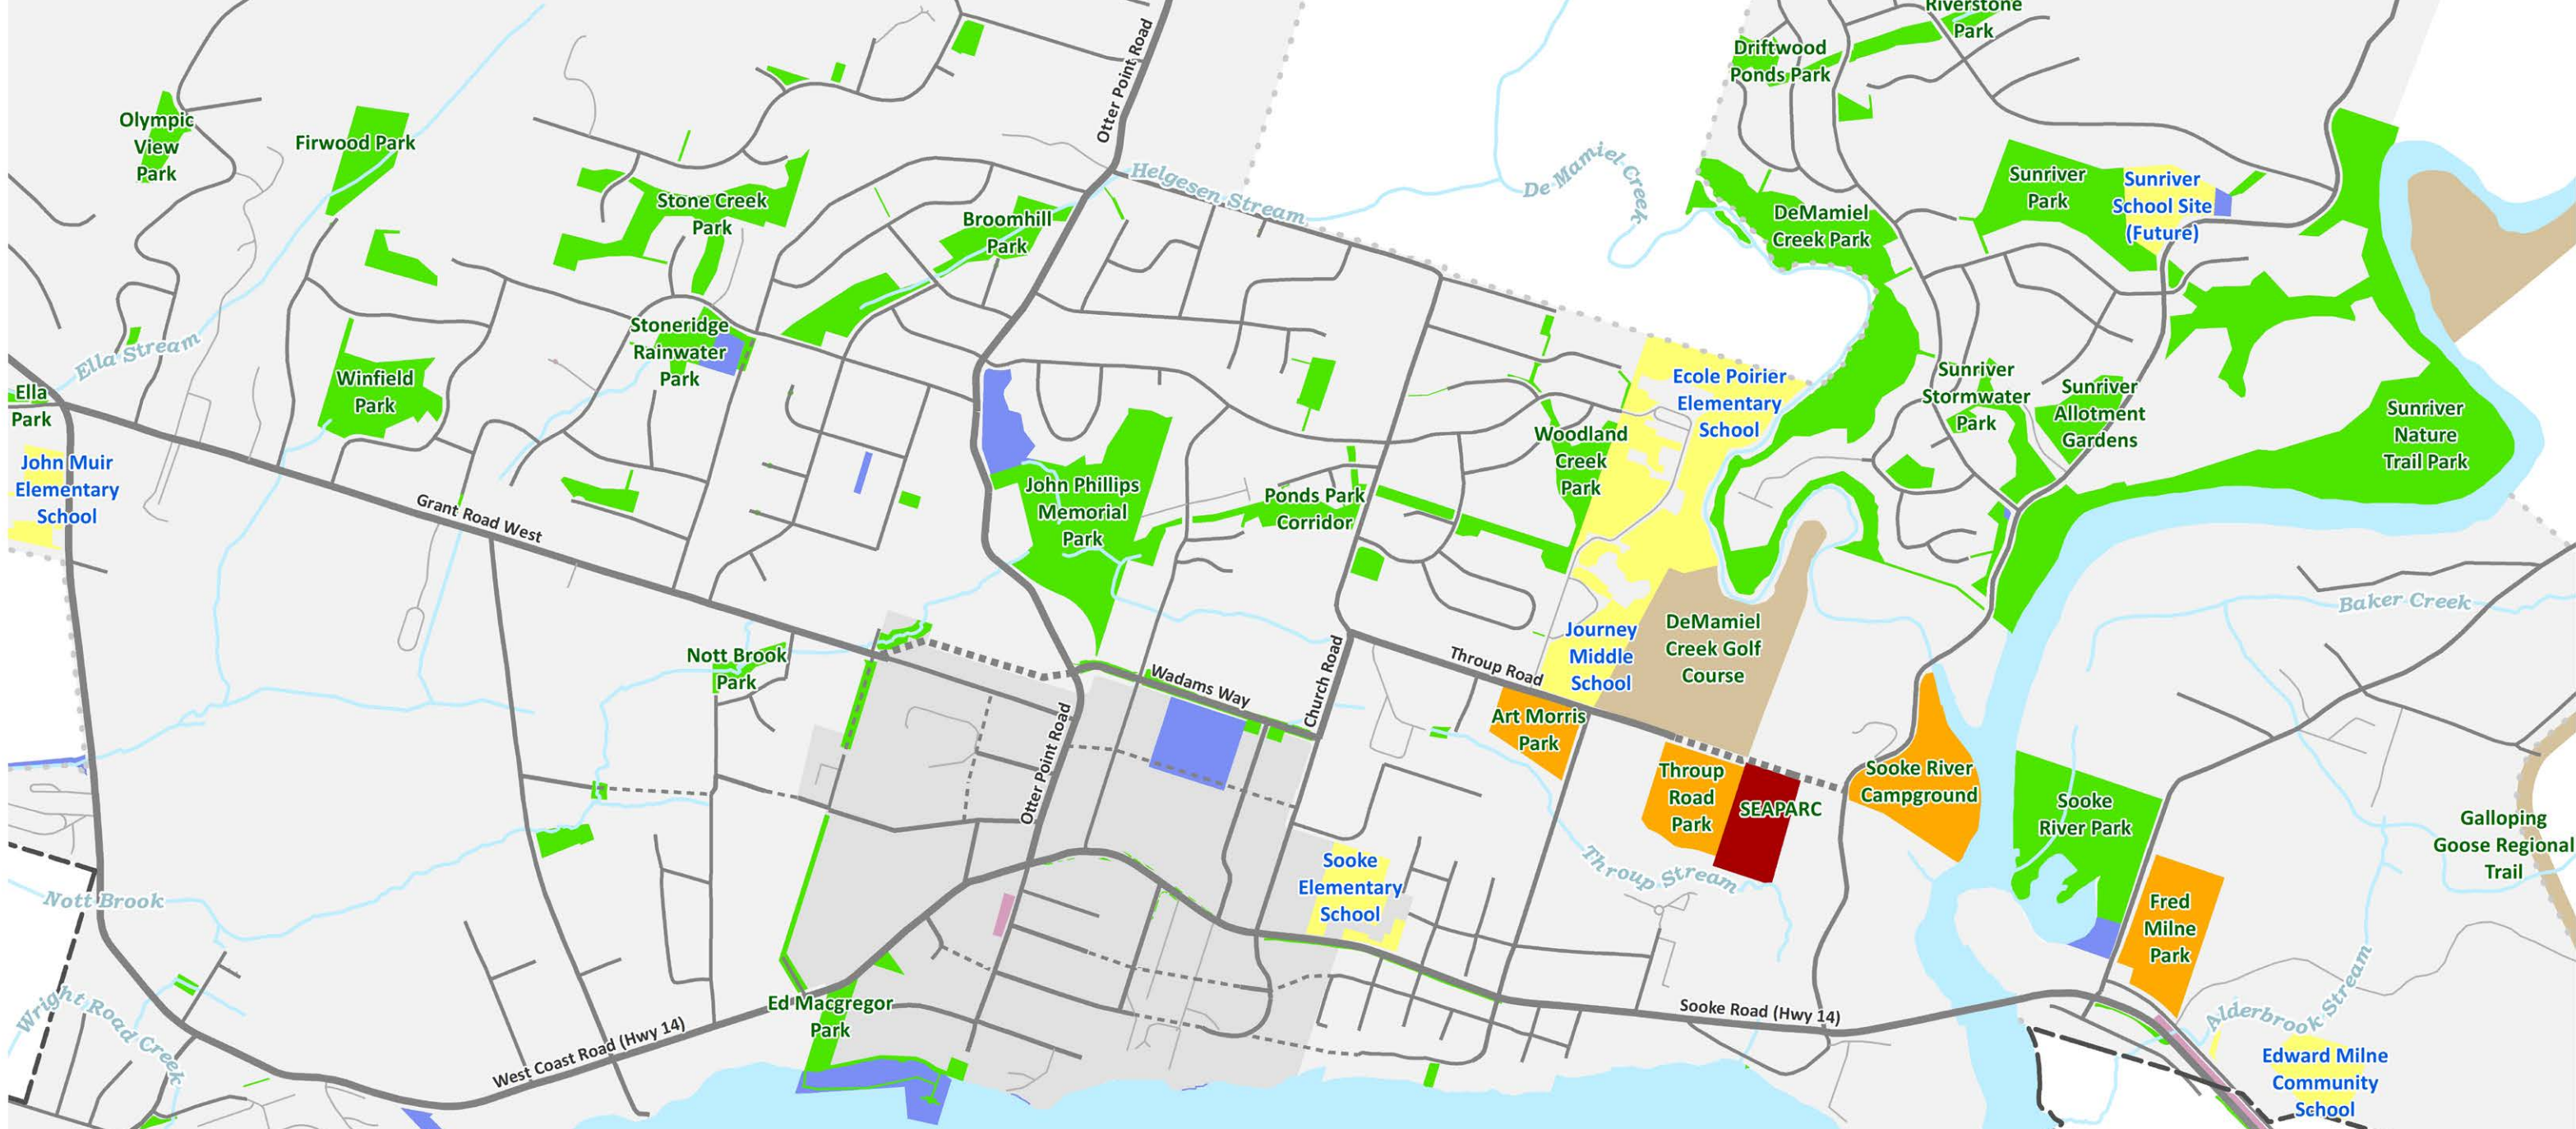 Riverstone
Park
Driftwood
Ponds Park
Otter Point Road
Olympic
View
Park
Firwood Park
Helgesen Stream
De Mamiel Creek
Stone Creek
Park
Broomhill
Park
DeMamiel
Creek Park
Sunriver
Park
Sunriver
School Site
(Future)
Ella Stream
Stoneridge
Rainwater
Park
Winfield
Park
Ella
Park
Ecole Poirier
Elementary
School
Sunriver
Stormwater
Park
Sunriver
Allotment
Gardens
Sunriver
Nature
Trail Park
John Muir
Elementary
School
Woodland
Creek
Park
Grant Road West
John Phillips
Memorial
Park
Ponds Park
Corridor
Baker Creek
Nott Brook
Park
Wadams Way
Church Road
Throup Road
Journey
Middle
School
DeMamiel
Creek Golf
Course
Art Morris
Park
Otter Point Road
Throup
Road
Park
SEAPARC
Sooke River
Campground
Sooke
River Park
Galloping
Goose Regional
Trail
Sooke
Elementary
School
Throup Stream
Nott Brook
Fred
Milne
Park
Wright Road Creek
Ed Macgregor
Park
West Coast Road (Hwy 14)
Sooke Road (Hwy 14)
Alderbrook Stream
Edward Milne
Community
School